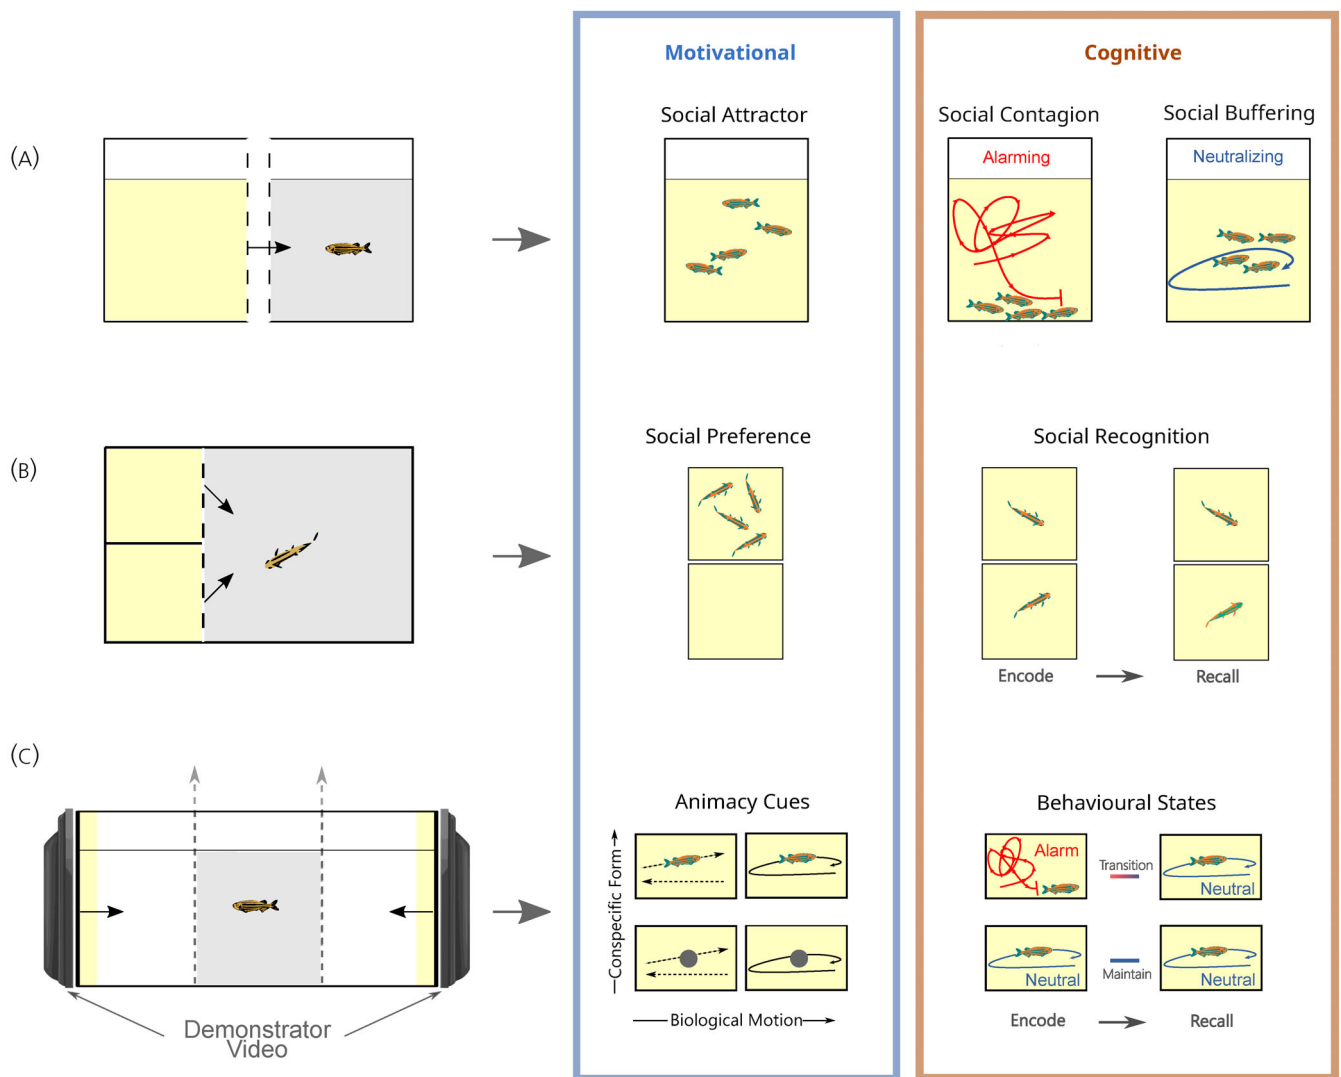 Motivational
Cognitive
(A)
Social Attractor
Social Contagion
Social Buffering
Alarming
Neutralizing
(B)
Social Preference
Social Recognition
Encode
Recall
(C)
Animacy Cues
Behavioural States
Conspecific Form
Alarm
Transition
Neutral
Neutral
Maintain
Neutral
Demonstrator
Video
Biological Motion
Encode
Recall